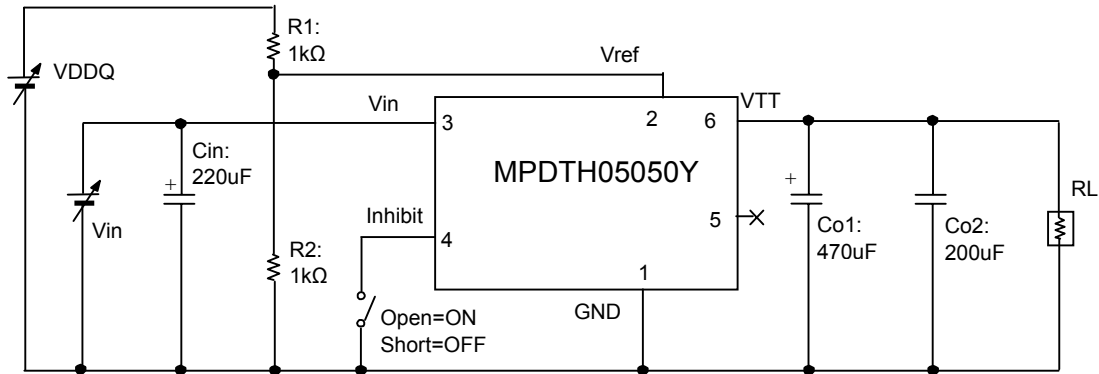 R1:
1kΩ
VDDQ
Vref
Vin
VTT
3
2
6
Cin:
220uF
+
MPDTH05050Y
+
RL
Vin
Inhibit
4
5
Co1:
470uF
Co2:
200uF
R2:
1kΩ
1
GND
Open=ON
Short=OFF